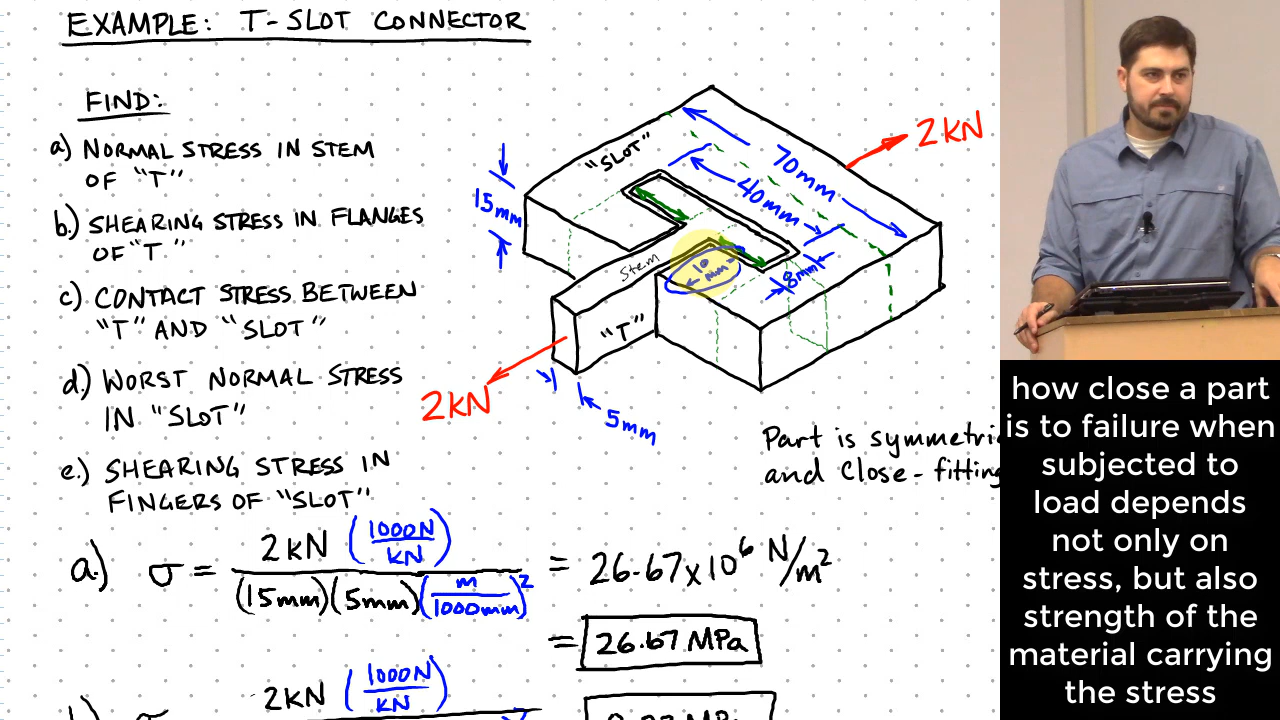 EXAMPLE: T-SLOT CONNECTOR
FIND:
a.) NORMAL STRESS IN STEM
OF "T"
b.) SHEARING STRESS IN FLANGES
OF "T"
c.) CONTACT STRESS BETWEEN
"T" AND "SLOT"
d.) WORST NORMAL STRESS
IN "SLOT"
e.) SHEARING STRESS IN
FINGERS OF "SLOT"
"SLOT"
2KN
70mm
40mm
15mm
Stem
10
mm
8mm
"T"
2KN
5mm
Part is symmetric
and Close-fitting
a.) σ = 2KN (1000N/KN) / (15mm)(5mm)(m/1000mm)² = 26.67x10⁶ N/m²
= 26.67 MPa
2KN (1000N/KN)
how close a part
is to failure when
subjected to
load depends
not only on
stress, but also
strength of the
material carrying
the stress